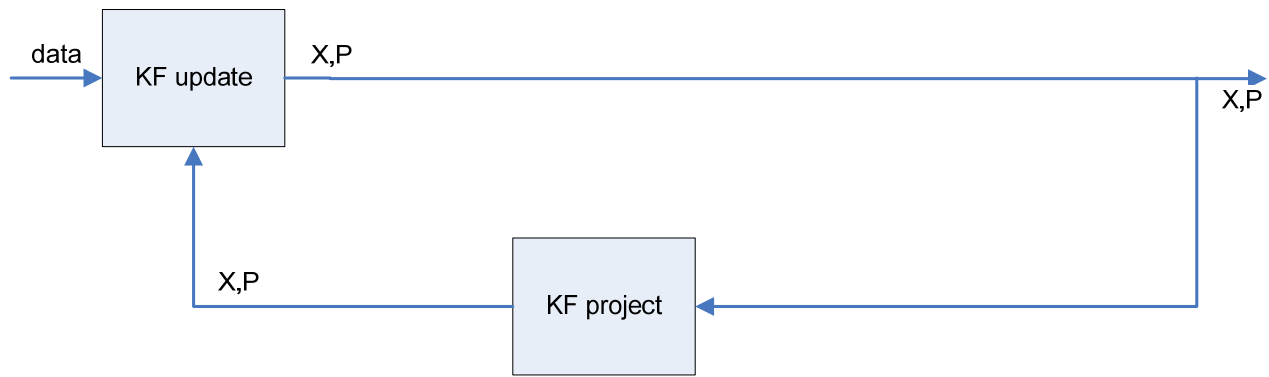 data
KF update
X,P
X,P
X,P
KF project